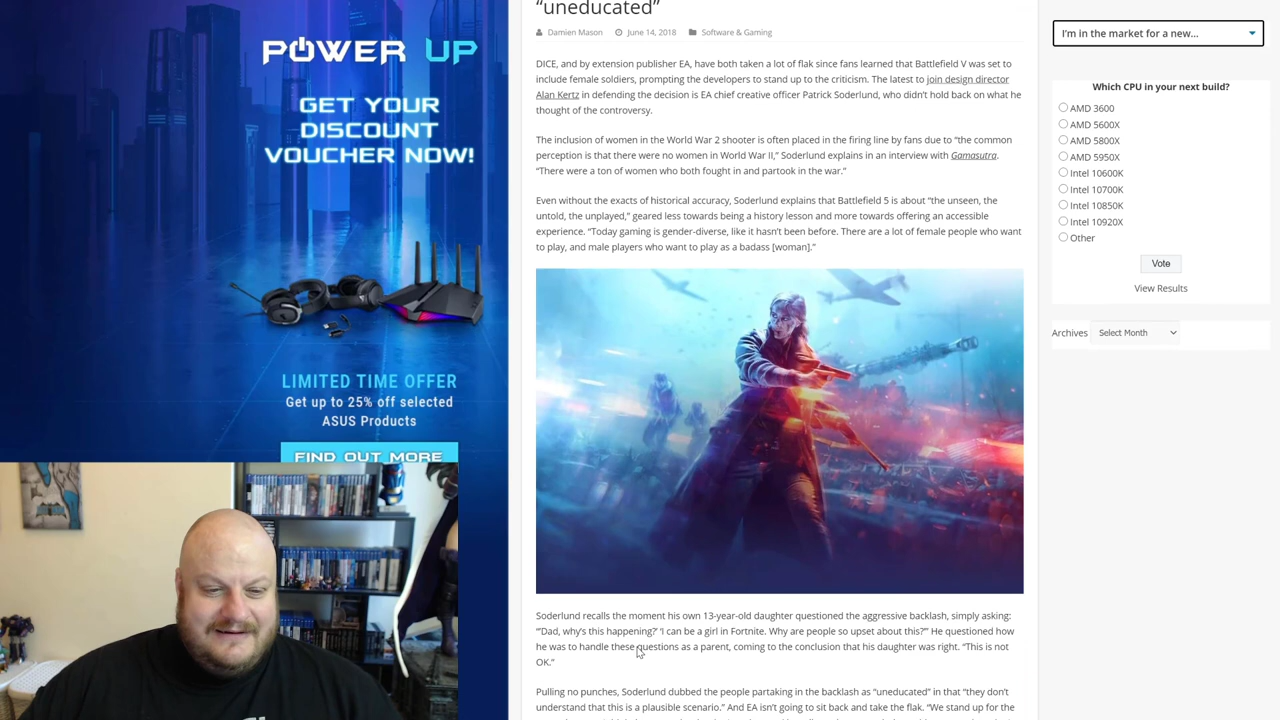 POWER UP
GET YOUR
DISCOUNT
VOUCHER NOW!
LIMITED TIME OFFER
Get up to 25% off selected
ASUS Products
FIND OUT MORE
“uneducated”
Damien Mason June 14, 2018 Software & Gaming
DICE, and by extension publisher EA, have both taken a lot of flak since fans learned that Battlefield V was set to
include female soldiers, prompting the developers to stand up to the criticism. The latest to join design director
Alan Kertz in defending the decision is EA chief creative officer Patrick Soderlund, who didn’t hold back on what he
thought of the controversy.
The inclusion of women in the World War 2 shooter is often placed in the firing line by fans due to “the common
perception is that there were no women in World War II,” Soderlund explains in an interview with Gamasutra.
“There were a ton of women who both fought in and partook in the war.”
Even without the exacts of historical accuracy, Soderlund explains that Battlefield 5 is about “the unseen, the
untold, the unplayed,” geared less towards being a history lesson and more towards offering an accessible
experience. “Today gaming is gender-diverse, like it hasn’t been before. There are a lot of female people who want
to play, and male players who want to play as a badass [woman].”
Soderlund recalls the moment his own 13-year-old daughter questioned the aggressive backlash, simply asking:
“‘Dad, why’s this happening?’ ‘I can be a girl in Fortnite. Why are people so upset about this?’” He questioned how
he was to handle these questions as a parent, coming to the conclusion that his daughter was right. “This is not
OK.”
Pulling no punches, Soderlund dubbed the people partaking in the backlash as “uneducated” in that “they don’t
understand that this is a plausible scenario.” And EA isn’t going to sit back and take the flak. “We stand up for the
I’m in the market for a new...
Which CPU in your next build?
AMD 3600
AMD 5600X
AMD 5800X
AMD 5950X
Intel 10600K
Intel 10700K
Intel 10850K
Intel 10920X
Other
Vote
View Results
Archives Select Month